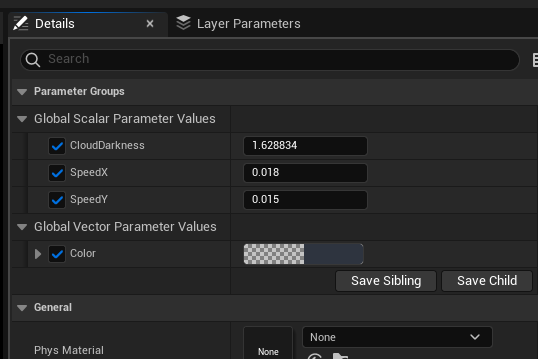 Details
Layer Parameters
Search
Parameter Groups
Global Scalar Parameter Values
CloudDarkness 1.628834
SpeedX 0.018
SpeedY 0.015
Global Vector Parameter Values
Color
Save Sibling Save Child
General
Phys Material None None